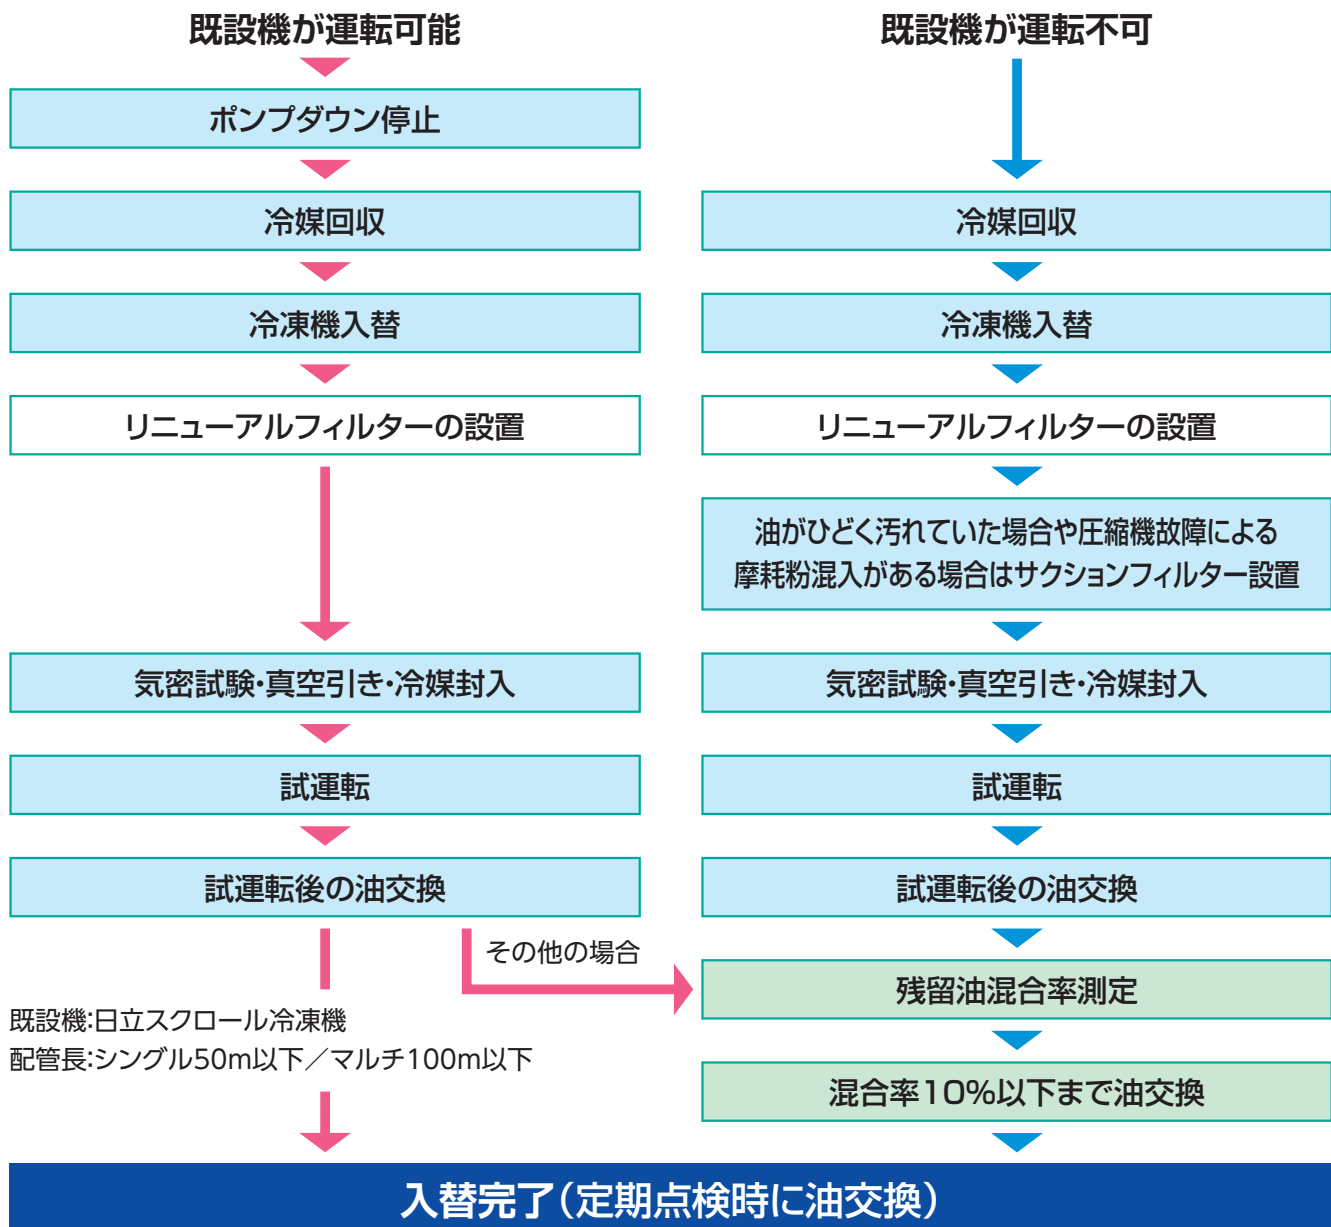 既設機が運転可能
ポンプダウン停止
冷媒回収
冷凍機入替
リニューアルフィルターの設置
気密試験・真空引き・冷媒封入
試運転
試運転後の油交換
その他の場合
既設機:日立スクロール冷凍機
配管長:シングル50m以下／マルチ100m以下
既設機が運転不可
冷媒回収
冷凍機入替
リニューアルフィルターの設置
油がひどく汚れていた場合や圧縮機故障による
摩耗粉混入がある場合はサクションフィルター設置
気密試験・真空引き・冷媒封入
試運転
試運転後の油交換
残留油混合率測定
混合率10%以下まで油交換
入替完了(定期点検時に油交換)